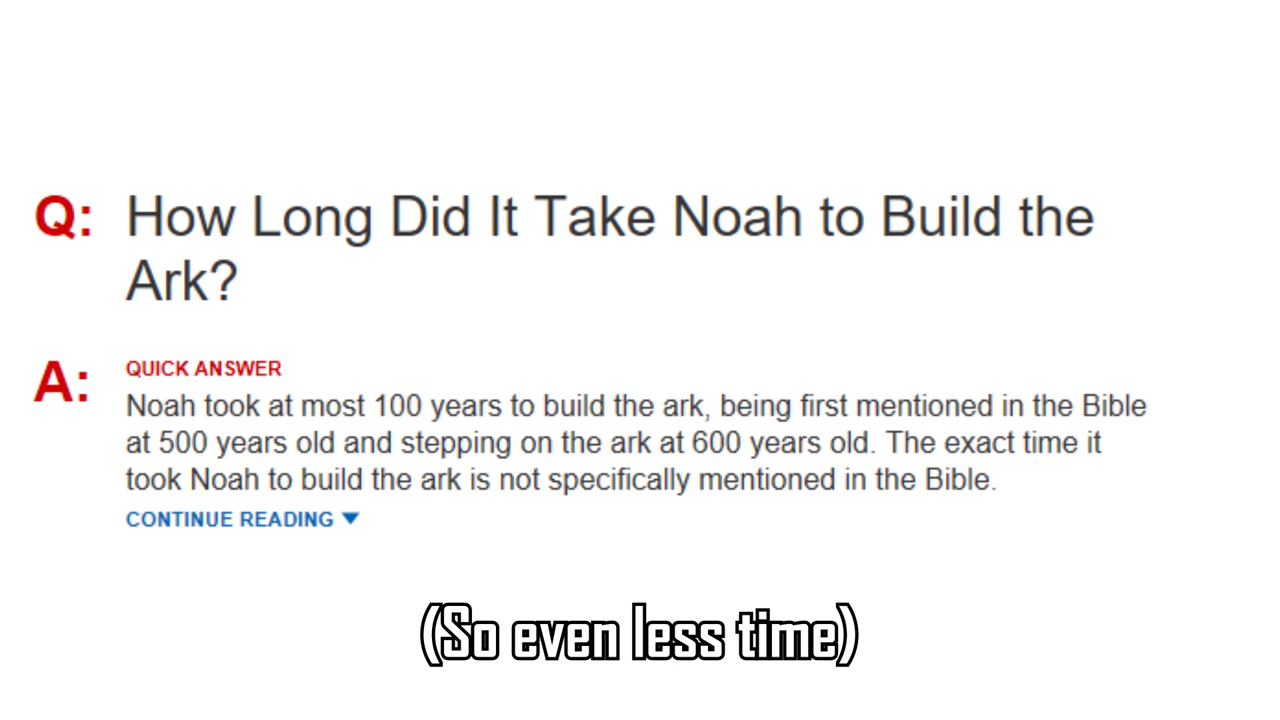 Q: How Long Did It Take Noah to Build the
Ark?
A: QUICK ANSWER
Noah took at most 100 years to build the ark, being first mentioned in the Bible
at 500 years old and stepping on the ark at 600 years old. The exact time it
took Noah to build the ark is not specifically mentioned in the Bible.
CONTINUE READING ▼
(So even less time)